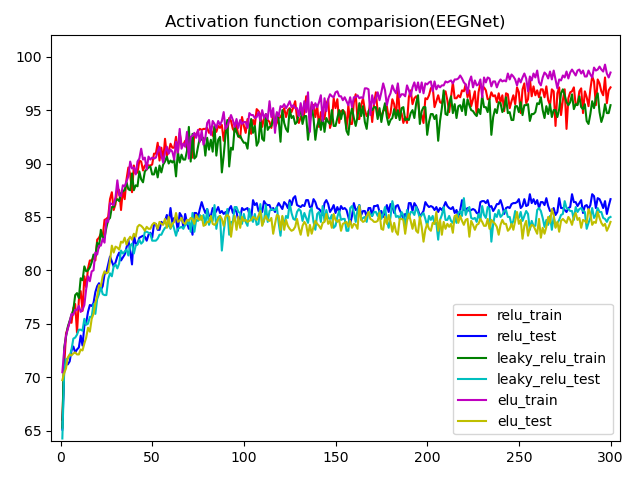 Activation function comparision(EEGNet)
100
95
90
85
80
75
70
65
0
50
100
150
200
250
300
relu_train
relu_test
leaky_relu_train
leaky_relu_test
elu_train
elu_test